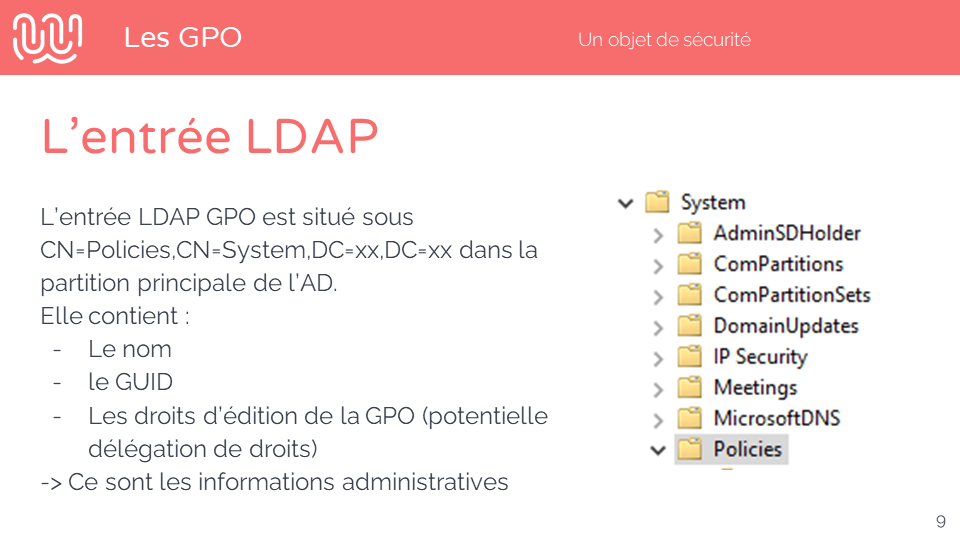 Les GPO
Un objet de sécurité
L'entrée LDAP
L'entrée LDAP GPO est situé sous
CN=Policies,CN=System,DC=xx,DC=xx dans la
partition principale de l'AD.
Elle contient :
- Le nom
- le GUID
- Les droits d'édition de la GPO (potentielle
délégation de droits)
-> Ce sont les informations administratives
System
AdminSDHolder
ComPartitions
ComPartitionSets
DomainUpdates
IP Security
Meetings
MicrosoftDNS
Policies
9